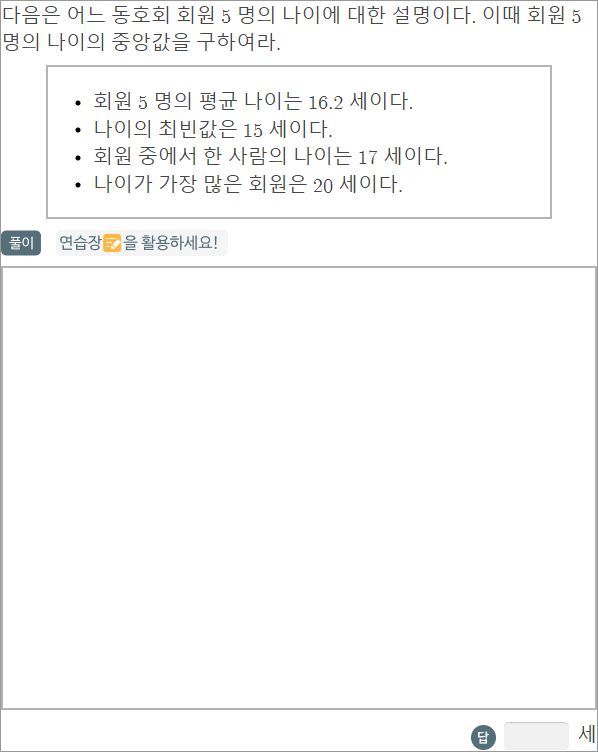 다음은 어느 동호회 회원 5 명의 나이에 대한 설명이다. 이때 회원 5
명의 나이의 중앙값을 구하여라.
• 회원 5 명의 평균 나이는 16.2 세이다.
• 나이의 최빈값은 15 세이다.
• 회원 중에서 한 사람의 나이는 17 세이다.
• 나이가 가장 많은 회원은 20 세이다.
풀이 연습장을 활용하세요!
답 세